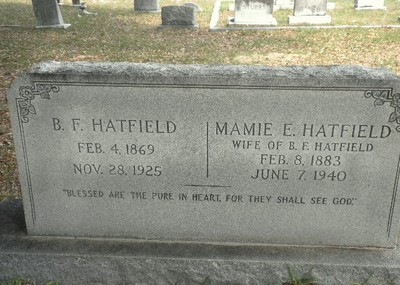 B. F. HATFIELD
FEB. 4, 1869
NOV. 28, 1925
MAMIE E. HATFIELD
WIFE OF B. F. HATFIELD
FEB. 8, 1883
JUNE 7, 1940
"BLESSED ARE THE PURE IN HEART, FOR THEY SHALL SEE GOD."